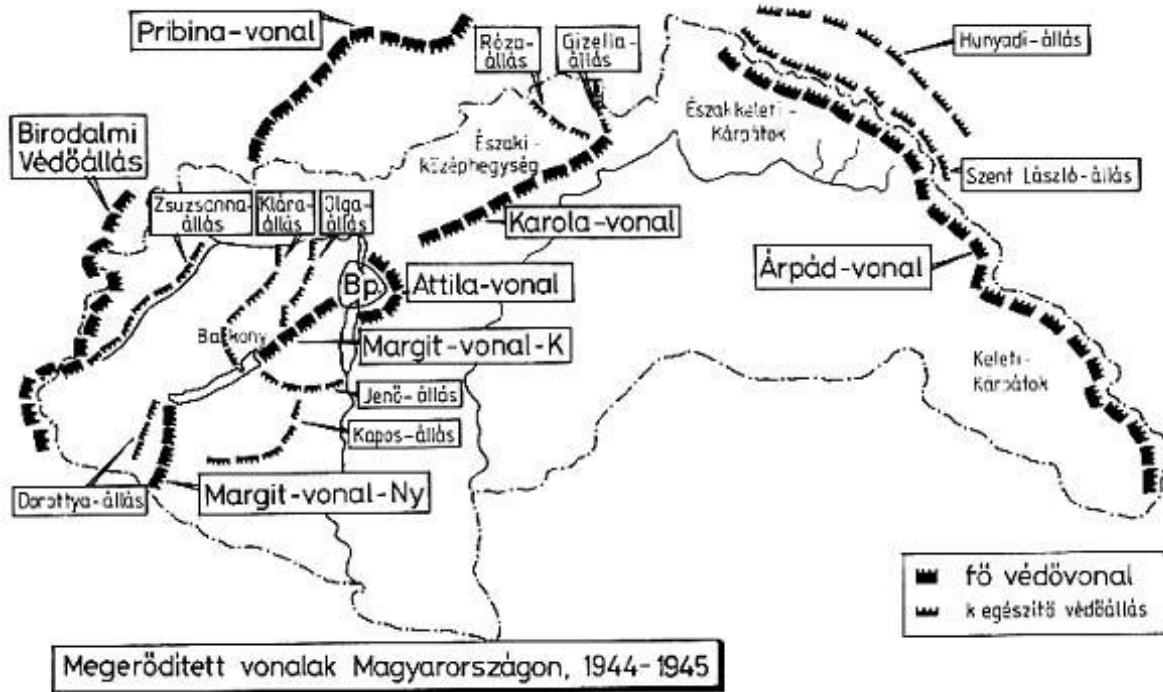 Pribina-vonal
Róza-
állás
Gizella-
állás
Hunyadi-állás
Birodalmi
Védőállás
Északi-
középhegység
Északkeleti-
Kárpátok
Szent László-állás
Zsuzsanna-
állás
Klára-
állás
Olga-
állás
Karola-vonal
Árpád-vonal
Bp.
Attila-vonal
Bakony
Margit-vonal-K
Keleti-
Kárpátok
Jenő-állás
Kapos-állás
Dorottya-állás
Margit-vonal-Ny
fő védővonal
kiegészítő védőállás
Megerődített vonalak Magyarországon, 1944-1945